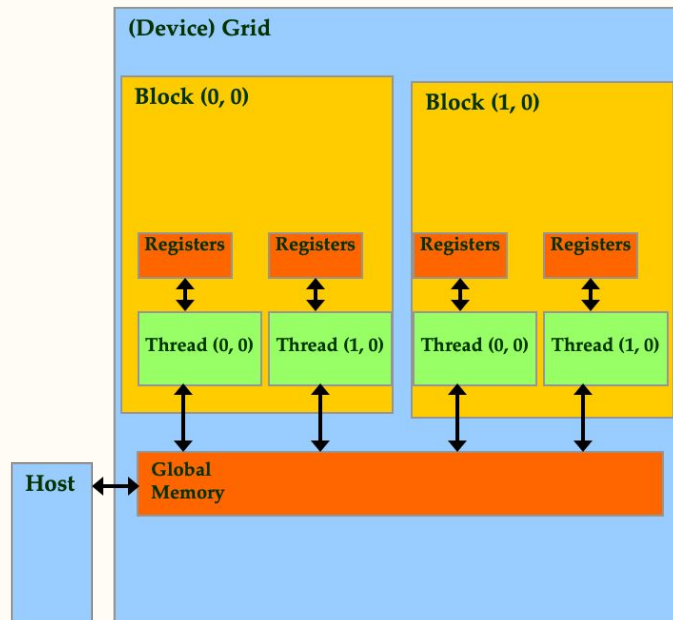 (Device) Grid
Block (0, 0)
Block (1, 0)
Registers
Registers
Registers
Registers
Thread (0, 0)
Thread (1, 0)
Thread (0, 0)
Thread (1, 0)
Global
Memory
Host